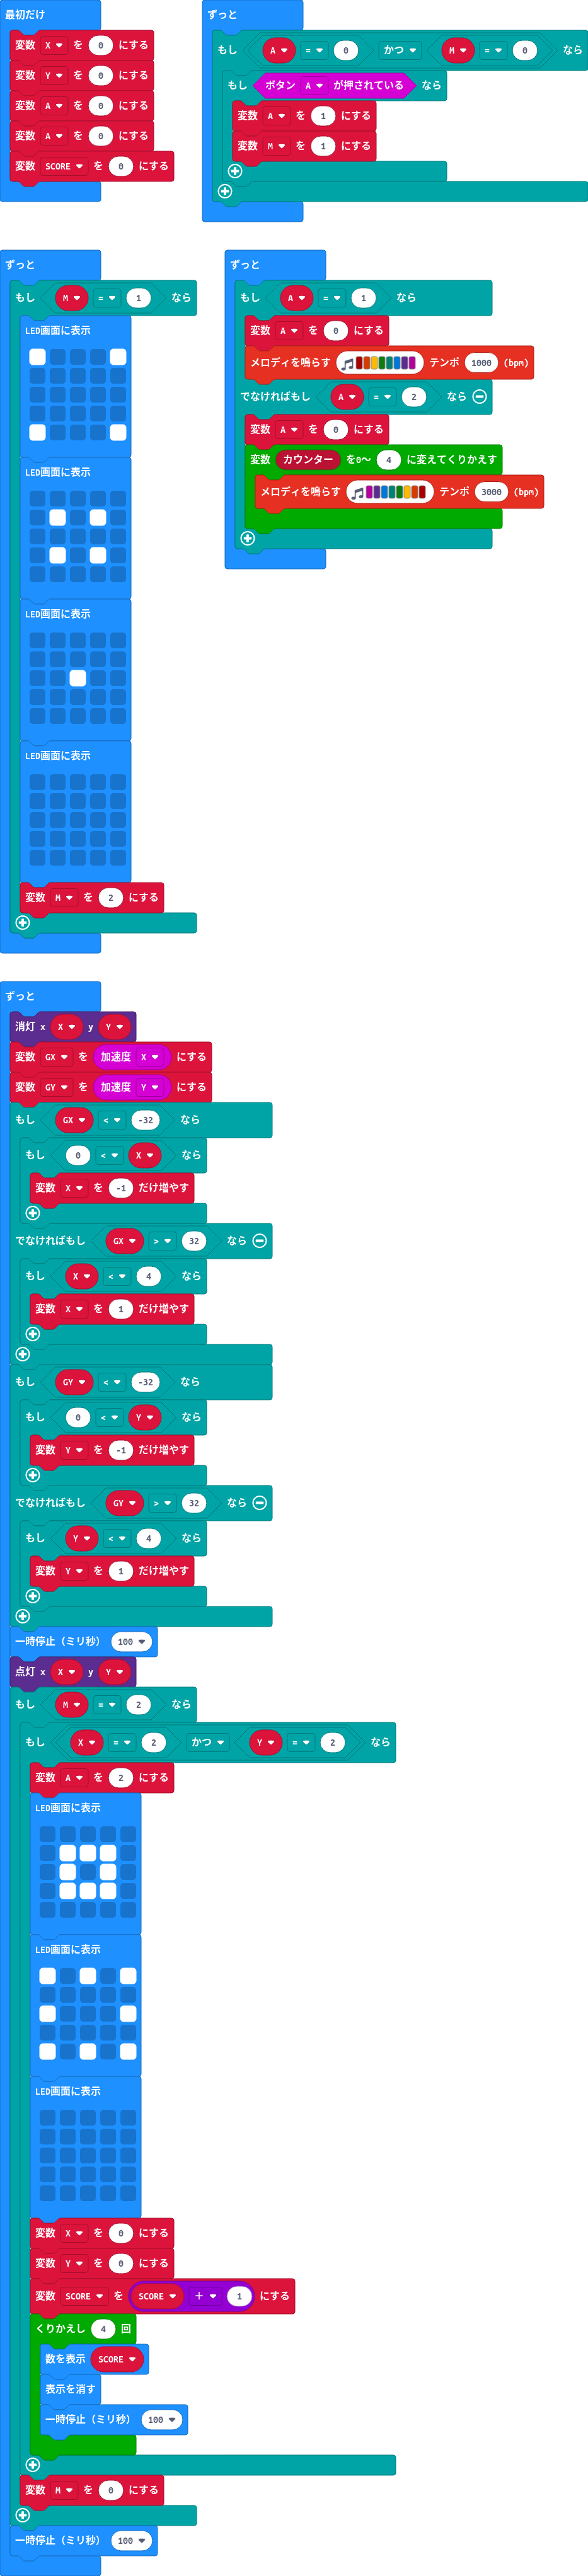 最初だけ
変数 X を 0 にする
変数 Y を 0 にする
変数 A を 0 にする
変数 A を 0 にする
変数 SCORE を 0 にする
ずっと
もし A = 0 かつ M = 0 なら
もし ボタン A が押されている なら
変数 A を 1 にする
変数 M を 1 にする
ずっと
もし M = 1 なら
LED画面に表示
LED画面に表示
LED画面に表示
LED画面に表示
変数 M を 2 にする
ずっと
もし A = 1 なら
変数 A を 0 にする
メロディを鳴らす テンポ 1000 (bpm)
でなければもし A = 2 なら
変数 A を 0 にする
変数 カウンター を0〜 4 に変えてくりかえす
メロディを鳴らす テンポ 3000 (bpm)
ずっと
消灯 x X y Y
変数 GX を 加速度 X にする
変数 GY を 加速度 Y にする
もし GX < -32 なら
もし 0 < X なら
変数 X を -1 だけ増やす
でなければもし GX > 32 なら
もし X < 4 なら
変数 X を 1 だけ増やす
もし GY < -32 なら
もし 0 < Y なら
変数 Y を -1 だけ増やす
でなければもし GY > 32 なら
もし Y < 4 なら
変数 Y を 1 だけ増やす
一時停止（ミリ秒） 100
点灯 x X y Y
もし M = 2 なら
もし X = 2 かつ Y = 2 なら
変数 A を 2 にする
LED画面に表示
LED画面に表示
LED画面に表示
変数 X を 0 にする
変数 Y を 0 にする
変数 SCORE を SCORE + 1 にする
くりかえし 4 回
数を表示 SCORE
表示を消す
一時停止（ミリ秒） 100
変数 M を 0 にする
一時停止（ミリ秒） 100